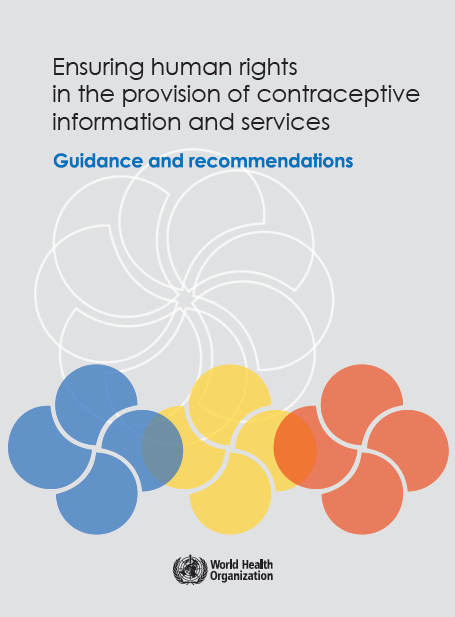 Ensuring human rights
in the provision of contraceptive
information and services
Guidance and recommendations
World Health
Organization